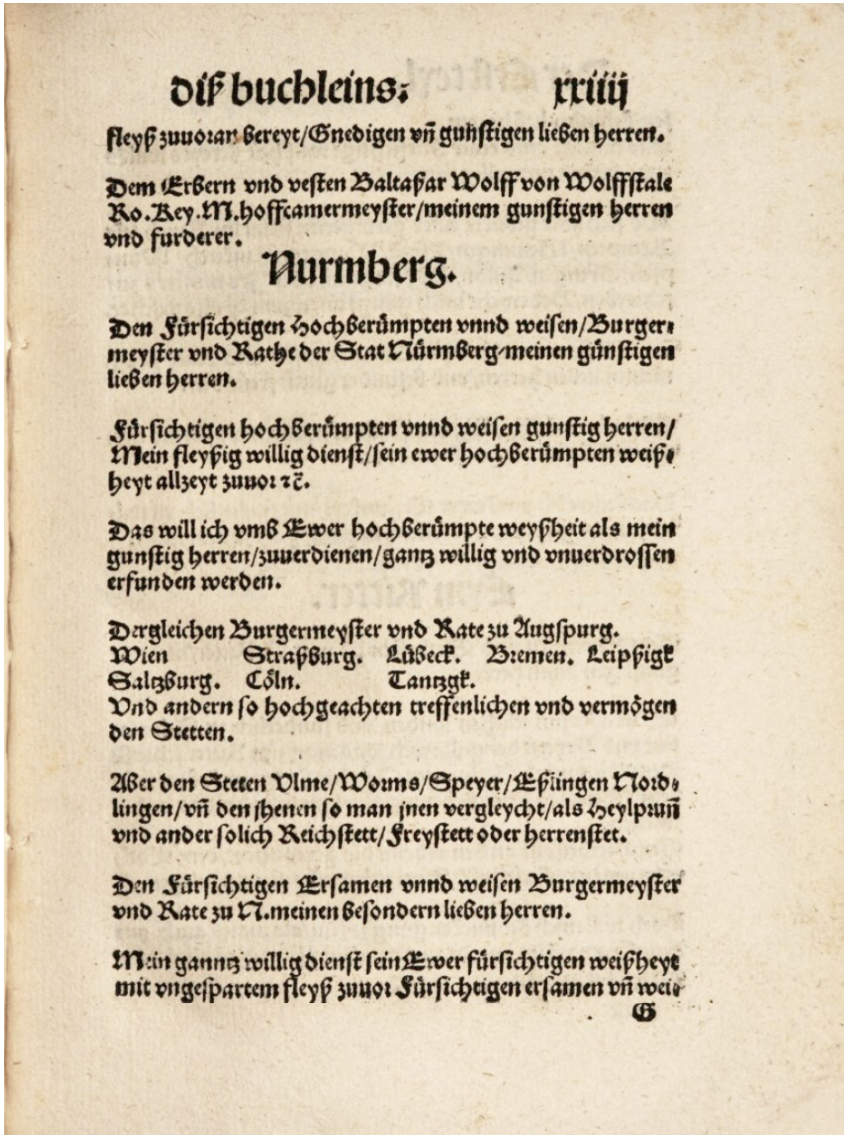 diß buchleins. xxiiij
fleyß zuuoran bereyt/Gnedigen vñ gunstigen lieben herren.
Dem Erbern vnd vesten Baltaßar Wolff von Wolffstale
Ro.Key.M.hoffcamermeyster/meinem gunstigen herren
vnd furderer.
Nurmberg.
Den Fürsichtigen Hochberümpten vnnd weisen/Burger-
meyster vnd Rathe der Stat Nürmberg/meinen günstigen
lieben herren.
Fürsichtigen hochberümpten vnnd weisen gunstig herren/
Mein fleyßig willig dienst/sein ewer hochberümpten weiß-
heyt allzeyt zuuor ⁊c̃.
Das will ich vmb Ewer hochberümpte weyßheit als mein
gunstig herren/zuuerdienen/gantz willig vnd vnuerdrossen
erfunden werden.
Dergleichen Burgermeyster vnd Rate zu Augspurg.
Wien Straßburg. Lübeck. Bremen. Leipßigk
Saltzburg. Cöln. Tantzgk.
Vnd andern so hochgeachten treffenlichen vnd vermögen
den Stetten.
Aber den Steten Vlme/Worms/Speyer/Eßlingen Nord-
lingen/vñ den jhenen so man jnen vergleycht/als Heylprun̄
vnd ander solich Reichstett/Freystett oder herrenstet.
Den Fürsichtigen Ersamen vnnd weisen Burgermeyster
vnd Rate zu N.meinen besondern lieben herren.
Mein ganntz willig dienst sein Ewer fürsichtigen weißheyt
mit vngespartem fleyß zuuor Fürsichtigen ersamen vñ wei-
G